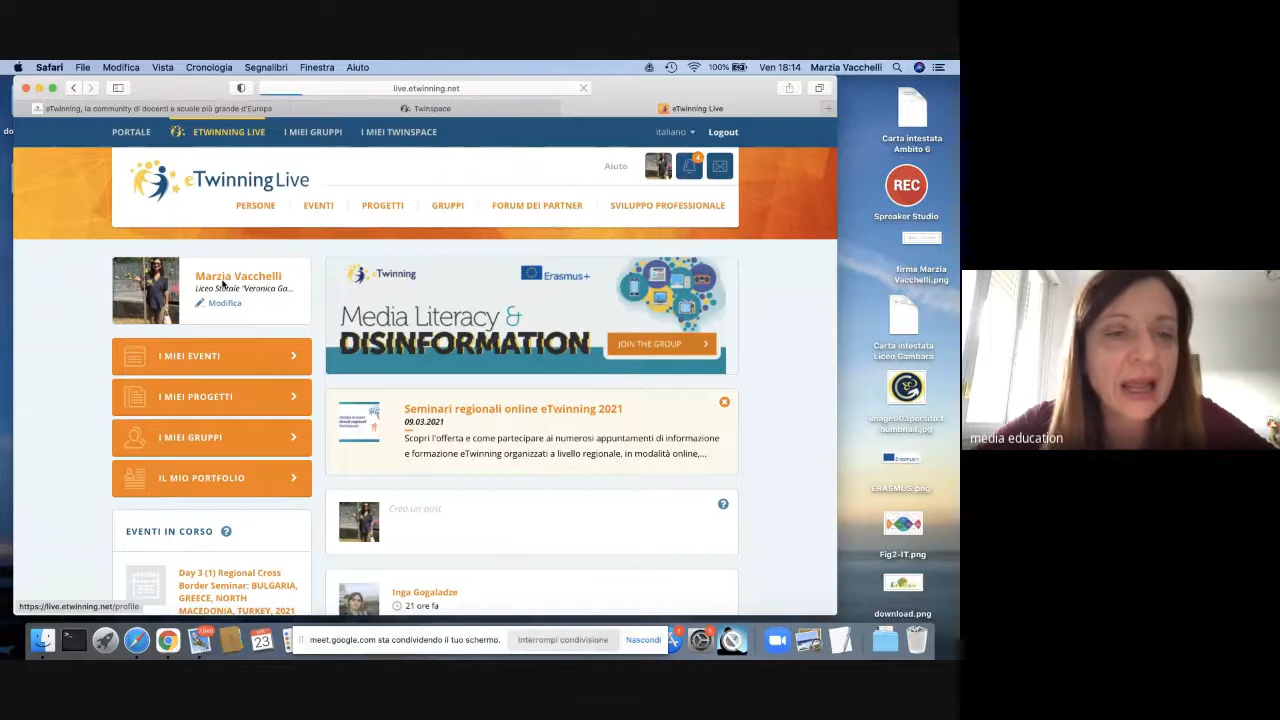 Safari File Modifica Vista Cronologia Segnalibri Finestra Aiuto
100% Ven 18:14 Marzia Vacchelli
live.etwinning.net
eTwinning, la community di docenti e scuole più grande d'Europa
Twinspace
eTwinning Live
PORTALE ETWINNING LIVE I MIEI GRUPPI I MIEI TWINSPACE
italiano Logout
Aiuto
4
eTwinning Live
PERSONE EVENTI PROGETTI GRUPPI FORUM DEI PARTNER SVILUPPO PROFESSIONALE
Marzia Vacchelli
Liceo Statale "Veronica Ga...
Modifica
I MIEI EVENTI
I MIEI PROGETTI
I MIEI GRUPPI
IL MIO PORTFOLIO
EVENTI IN CORSO ?
Day 3 (1) Regional Cross
Border Seminar: BULGARIA,
GREECE, NORTH
MACEDONIA, TURKEY, 2021
eTwinning
Erasmus+
Media Literacy &
DISINFORMATION
JOIN THE GROUP
Seminari regionali online eTwinning 2021
09.03.2021
Scopri l'offerta e come partecipare ai numerosi appuntamenti di informazione
e formazione eTwinning organizzati a livello regionale, in modalità online,...
Crea un post
?
Inga Gogaladze
21 ore fa
https://live.etwinning.net/profile
meet.google.com sta condividendo il tuo schermo. Interrompi condivisione Nascondi
23
Carta intestata
Ambito 6
REC
Spreaker Studio
firma Marzia
Vacchelli.png
Carta intestata
Liceo Gambara
image003persito.t
humbnail.jpg
Erasmus+
ERASMUS.png
Fig2-IT.png
download.png
media education